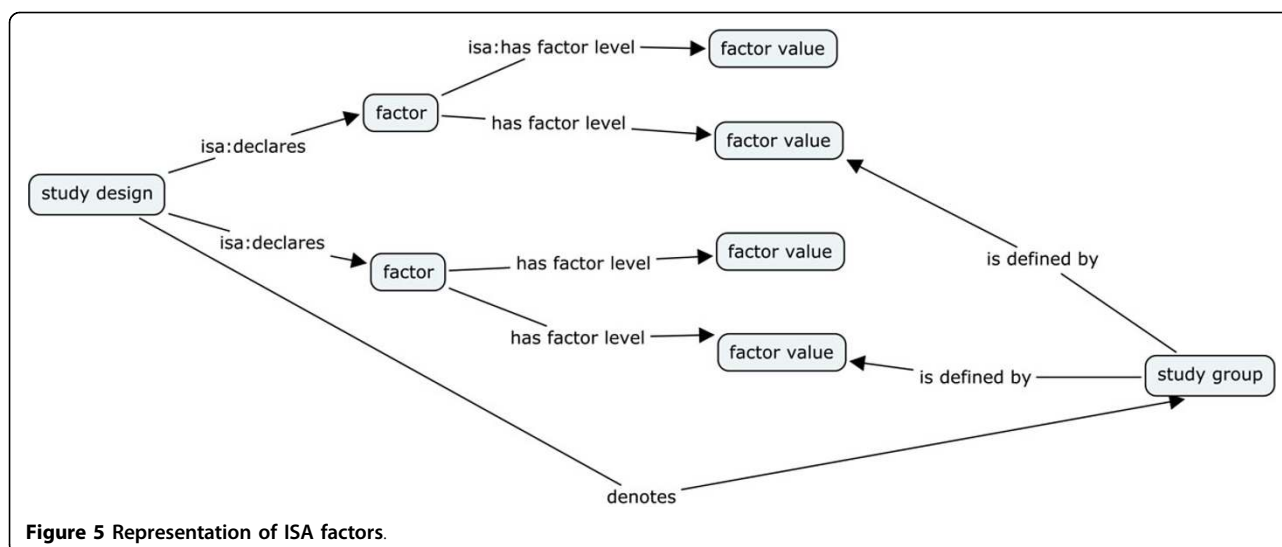 isa:has factor level
factor value
factor
has factor level
factor value
isa:declares
study design
isa:declares
factor
has factor level
factor value
is defined by
has factor level
factor value
is defined by
study group
denotes
Figure 5 Representation of ISA factors.